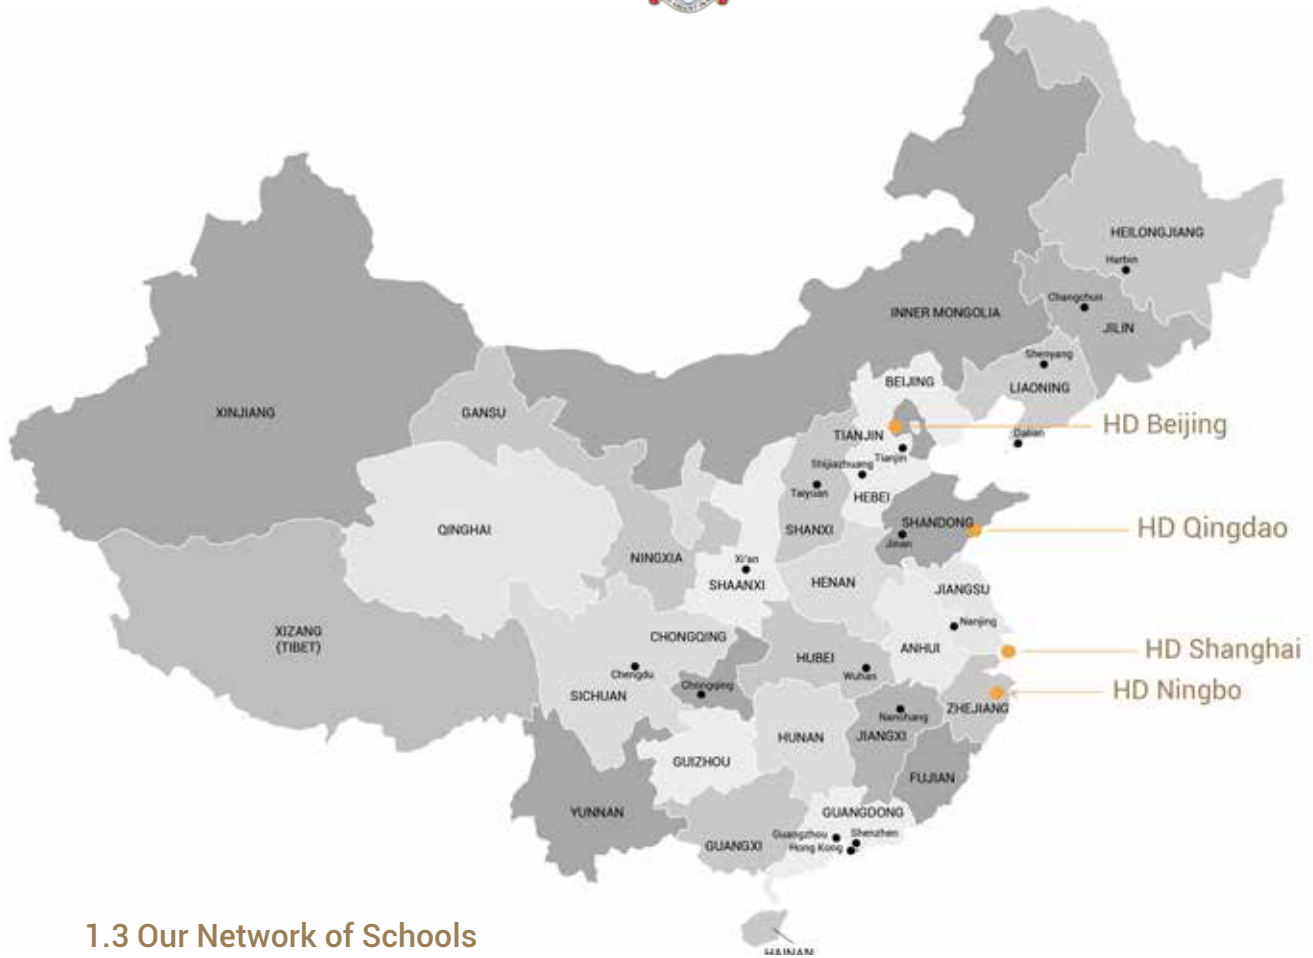 HEILONGJIANG
Harbin
Changchun
INNER MONGOLIA
JILIN
Shenyang
BEIJING
LIAONING
XINJIANG
GANSU
HD Beijing
TIANJIN
Dalian
Tianjin
Shijiazhuang
Taiyuan
HEBEI
SHANDONG
HD Qingdao
QINGHAI
SHANXI
Jinan
NINGXIA
Xi'an
SHAANXI
HENAN
JIANGSU
Nanjing
XIZANG
(TIBET)
CHONGQING
ANHUI
HD Shanghai
HUBEI
Wuhan
Chengdu
Chongqing
SICHUAN
HD Ningbo
ZHEJIANG
Nanchang
JIANGXI
HUNAN
GUIZHOU
FUJIAN
YUNNAN
GUANGDONG
Guangzhou
Shenzhen
Hong Kong
GUANGXI
1.3 Our Network of Schools
HAINAN